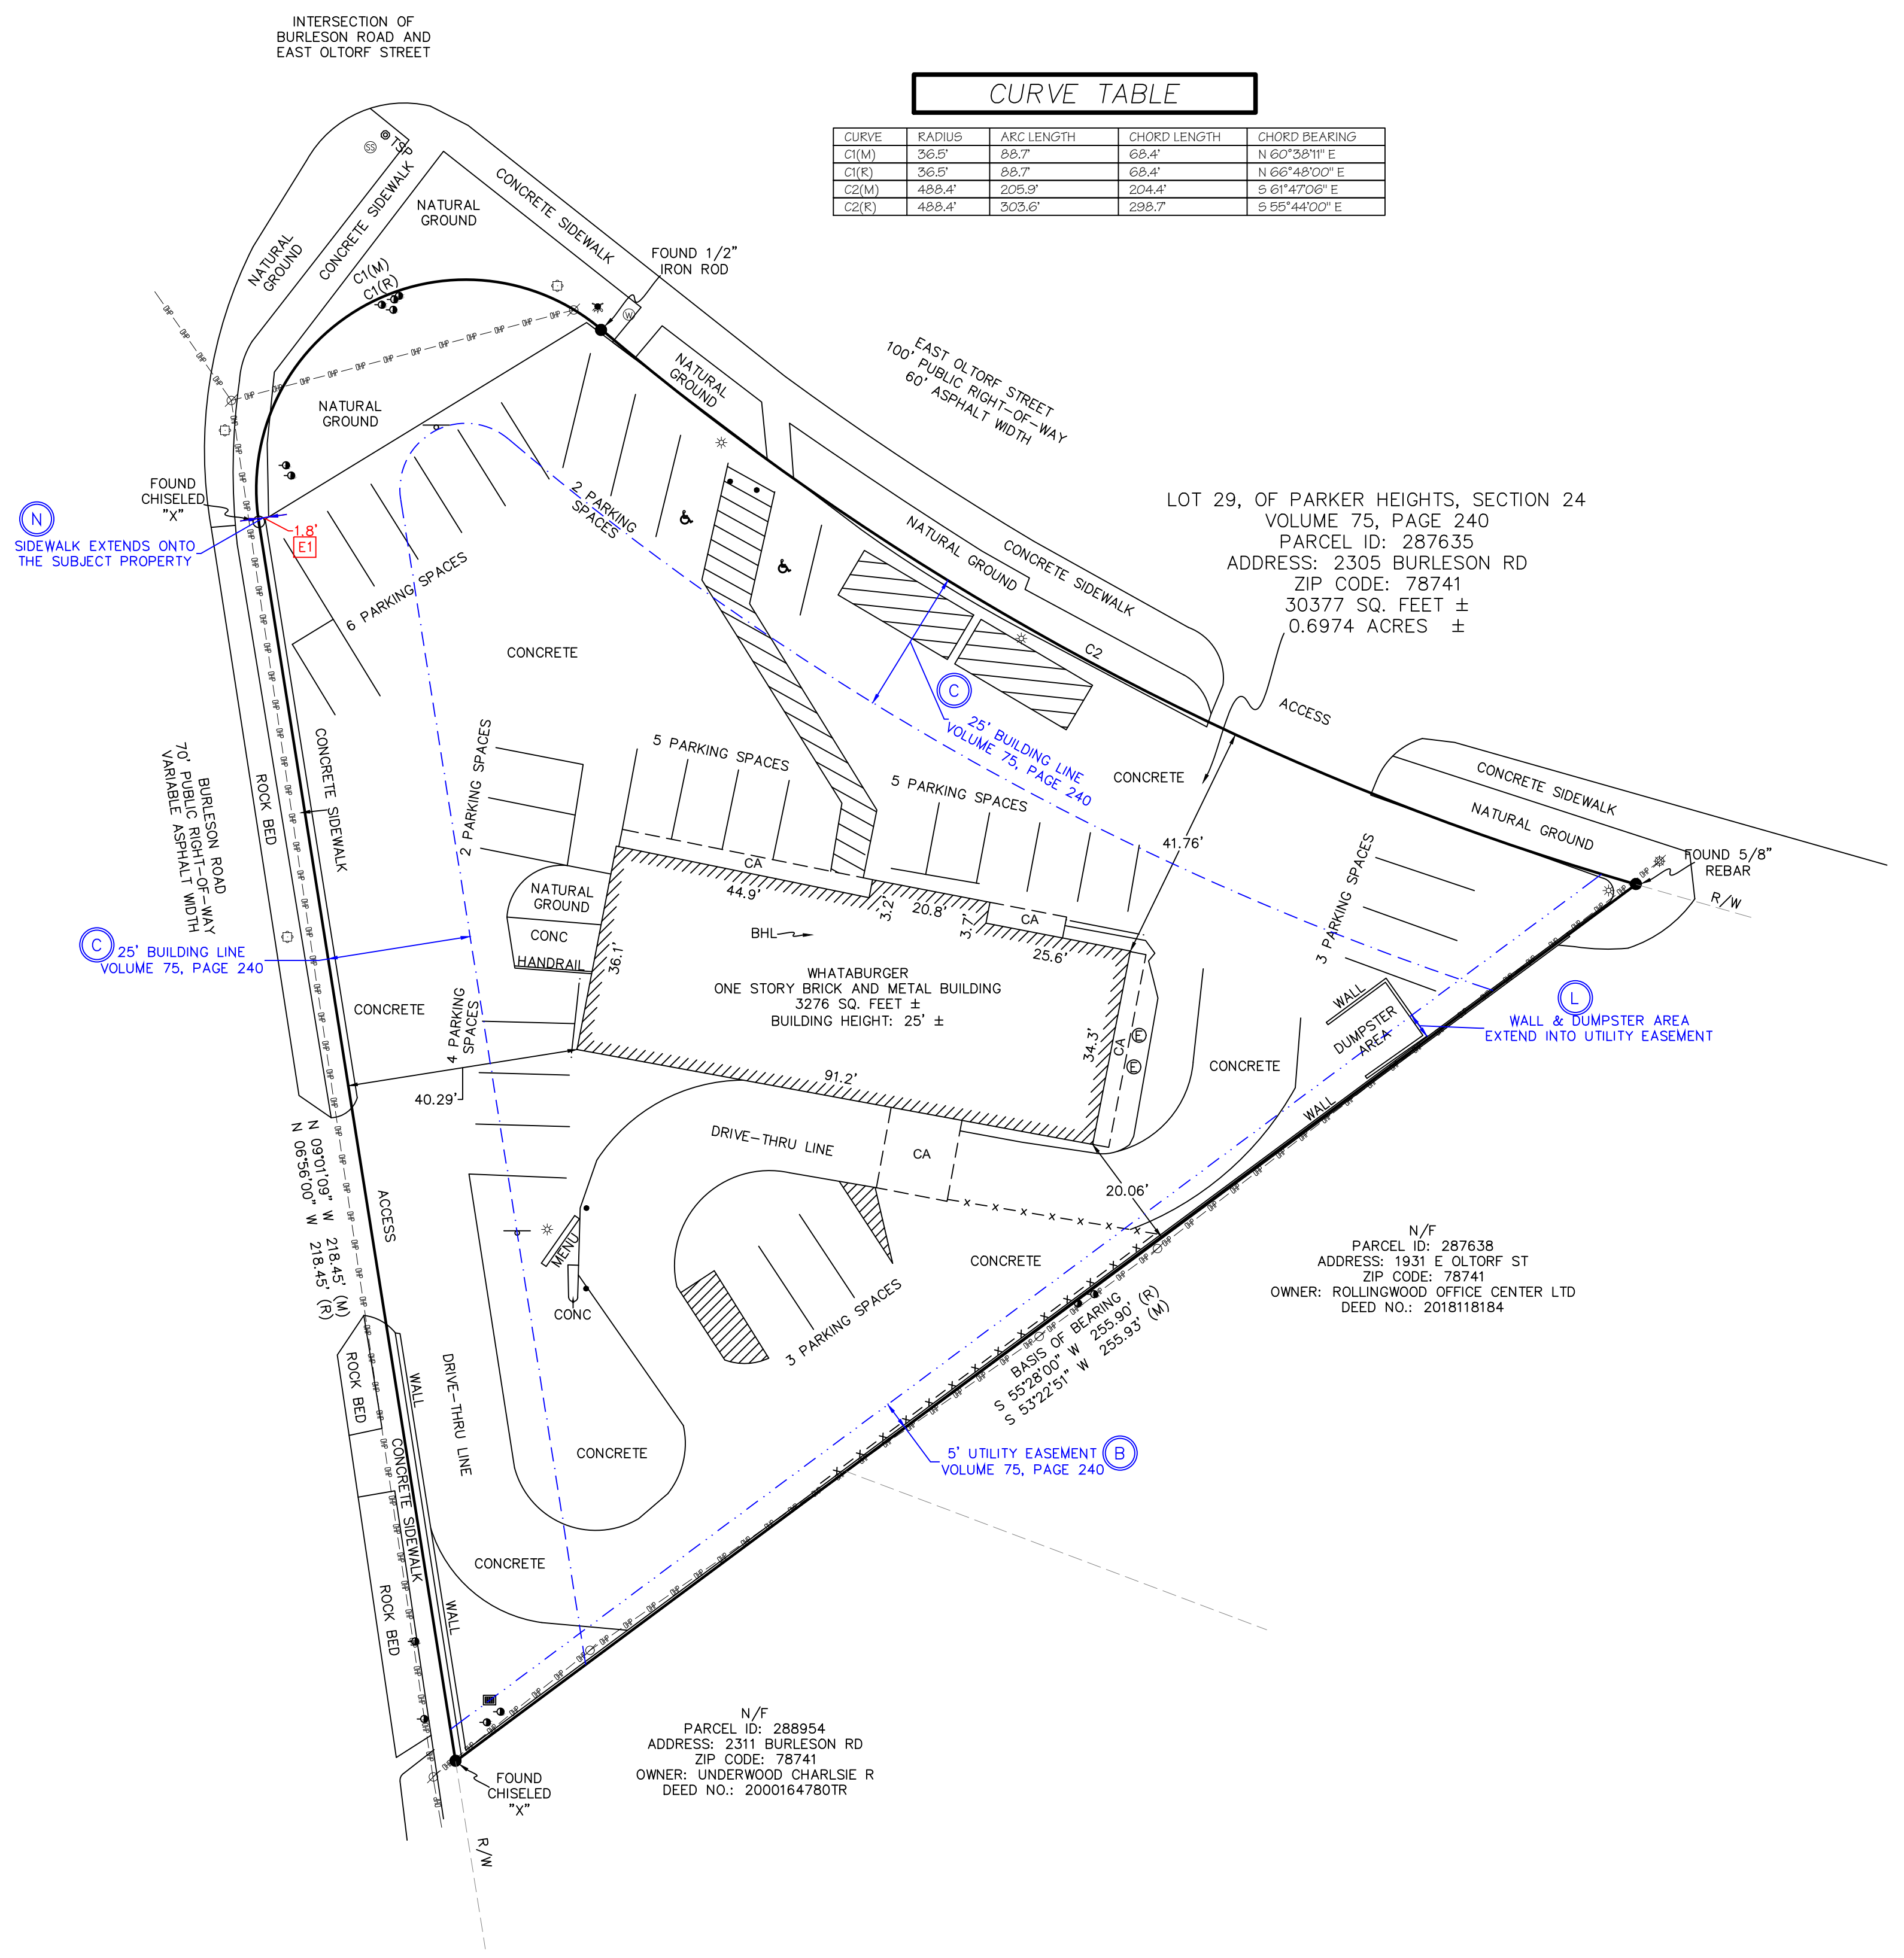 INTERSECTION OF
BURLESON ROAD AND
EAST OLTORF STREET
CURVE TABLE
CURVE RADIUS ARC LENGTH CHORD LENGTH CHORD BEARING
C1(M) 36.5' 88.7' 68.4' N 60°38'11" E
C1(R) 36.5' 88.7' 68.4' N 66°48'00" E
C2(M) 488.4' 205.9' 204.4' S 61°47'06" E
C2(R) 488.4' 303.6' 298.7' S 55°44'00" E
TSP
SS
CONCRETE SIDEWALK
NATURAL
GROUND
CONCRETE SIDEWALK
NATURAL
GROUND
C1(M)
C1(R)
FOUND 1/2"
IRON ROD
W
NATURAL
GROUND
NATURAL
GROUND
EAST OLTORF STREET
100' PUBLIC RIGHT-OF-WAY
60' ASPHALT WIDTH
FOUND
CHISELED
"X"
N
SIDEWALK EXTENDS ONTO
THE SUBJECT PROPERTY
1.8'
E1
2 PARKING
SPACES
6 PARKING SPACES
LOT 29, OF PARKER HEIGHTS, SECTION 24
VOLUME 75, PAGE 240
PARCEL ID: 287635
ADDRESS: 2305 BURLESON RD
ZIP CODE: 78741
30377 SQ. FEET ±
0.6974 ACRES ±
NATURAL GROUND
CONCRETE SIDEWALK
C2
CONCRETE
C
25' BUILDING LINE
VOLUME 75, PAGE 240
ACCESS
CONCRETE
CONCRETE SIDEWALK
NATURAL GROUND
FOUND 5/8"
REBAR
R/W
BURLESON ROAD
70' PUBLIC RIGHT-OF-WAY
VARIABLE ASPHALT WIDTH
ROCK BED
CONCRETE SIDEWALK
2 PARKING SPACES
5 PARKING SPACES
5 PARKING SPACES
41.76'
3 PARKING SPACES
CA
44.9'
3.2'
20.8'
3.7'
CA
25.6'
NATURAL
GROUND
CONC
HANDRAIL
36.1'
BHL
WHATABURGER
ONE STORY BRICK AND METAL BUILDING
3276 SQ. FEET ±
BUILDING HEIGHT: 25' ±
C
25' BUILDING LINE
VOLUME 75, PAGE 240
CONCRETE
4 PARKING
SPACES
40.29'
91.2'
34.3'
CA
E
E
CONCRETE
WALL
DUMPSTER
AREA
L
WALL & DUMPSTER AREA
EXTEND INTO UTILITY EASEMENT
WALL
N 09°01'09" W 218.45' (M)
N 06°56'00" W 218.45' (R)
ACCESS
DRIVE-THRU LINE
CA
20.06'
MENU
CONC
CONCRETE
3 PARKING SPACES
N/F
PARCEL ID: 287638
ADDRESS: 1931 E OLTORF ST
ZIP CODE: 78741
OWNER: ROLLINGWOOD OFFICE CENTER LTD
DEED NO.: 2018118184
BASIS OF BEARING
S 55°28'00" W 255.90' (R)
S 53°22'51" W 255.93' (M)
5' UTILITY EASEMENT
VOLUME 75, PAGE 240
B
ROCK BED
WALL
DRIVE-THRU LINE
CONCRETE SIDEWALK
CONCRETE
CONCRETE
ROCK BED
WALL
N/F
PARCEL ID: 288954
ADDRESS: 2311 BURLESON RD
ZIP CODE: 78741
OWNER: UNDERWOOD CHARLSIE R
DEED NO.: 2000164780TR
FOUND
CHISELED
"X"
R/W